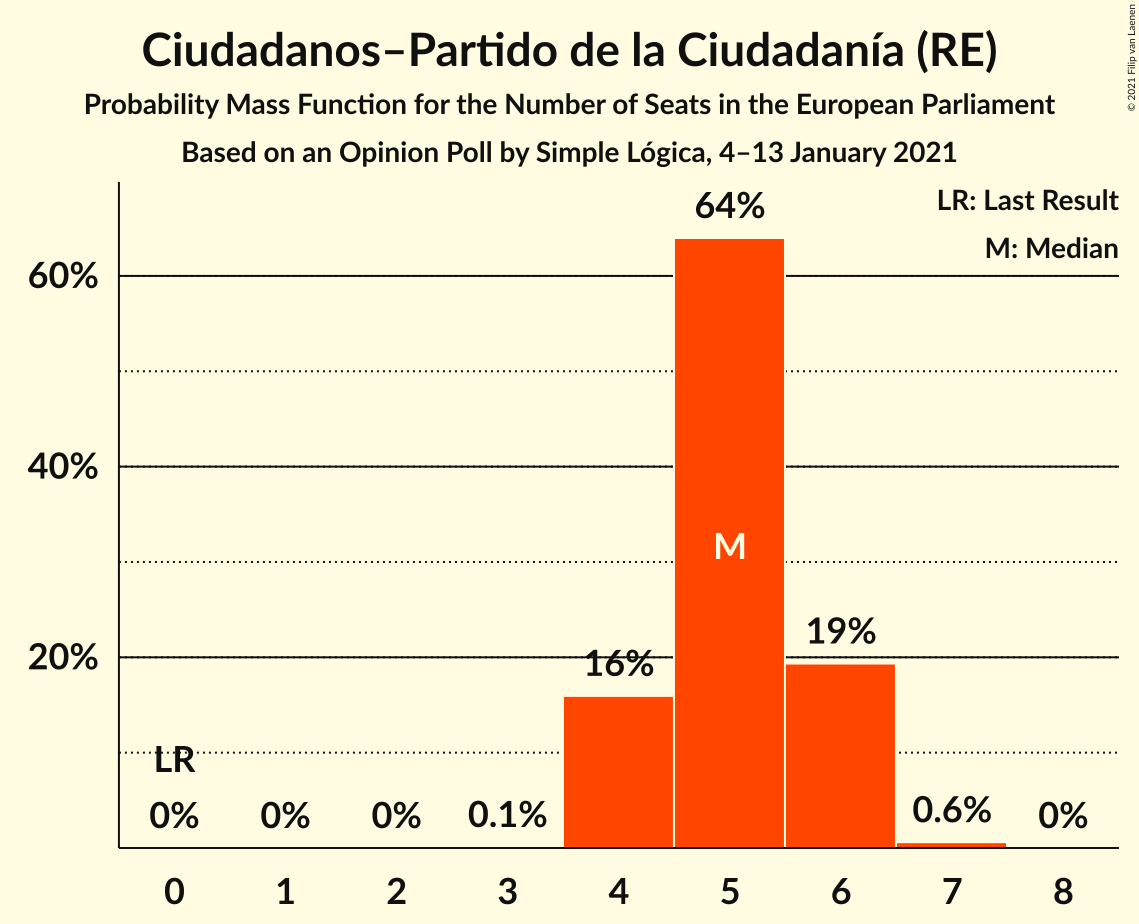 Ciudadanos–Partido de la Ciudadanía (RE)
Probability Mass Function for the Number of Seats in the European Parliament
Based on an Opinion Poll by Simple Lógica, 4–13 January 2021
© 2021 Filip van Laenen
LR: Last Result
M: Median
64%
60%
40%
M
19%
20%
16%
LR
0%
0%
0%
0.1%
0.6%
0%
0
1
2
3
4
5
6
7
8